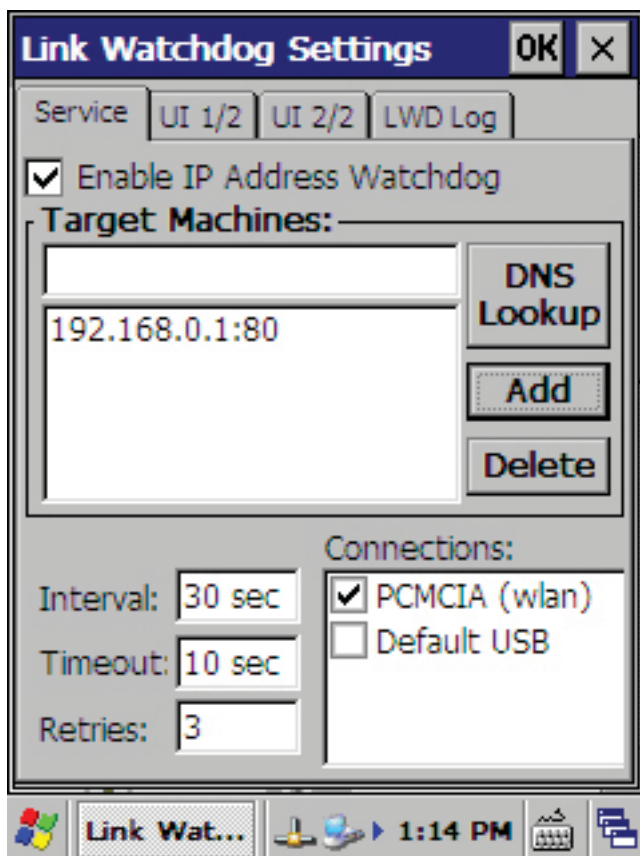 Link Watchdog Settings OK ×
Service UI 1/2 UI 2/2 LWD Log
Enable IP Address Watchdog
Target Machines:
DNS Lookup
192.168.0.1:80
Add
Delete
Connections:
Interval: 30 sec
PCMCIA (wlan)
Default USB
Timeout: 10 sec
Retries: 3
Link Wat... 1:14 PM